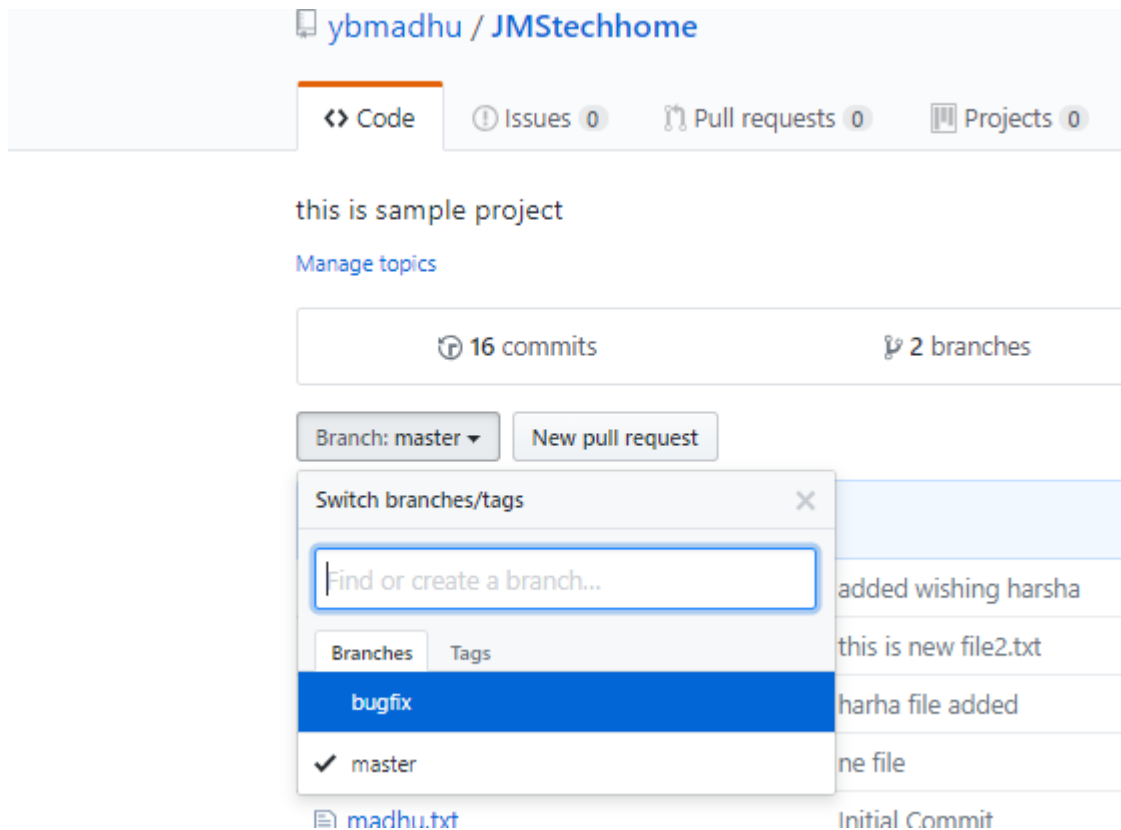 ybmadhu / JMStechhome
Code Issues 0 Pull requests 0 Projects 0
this is sample project
Manage topics
16 commits 2 branches
Branch: master New pull request
Switch branches/tags
Find or create a branch...
added wishing harsha
Branches Tags
this is new file2.txt
bugfix
harha file added
master
ne file
madhu.txt Initial Commit